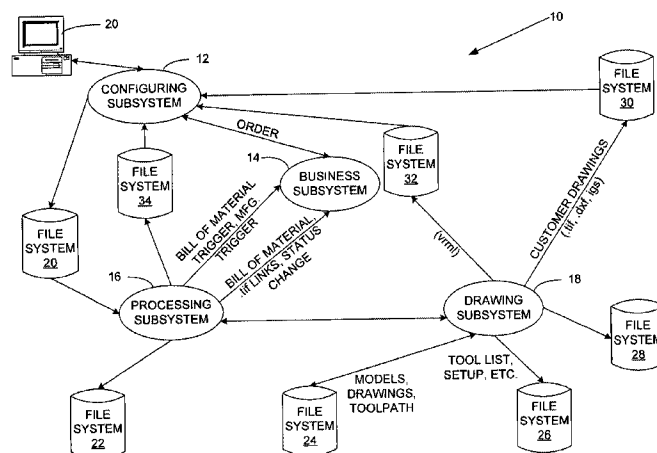 20
12
10
CONFIGURING
SUBSYSTEM
FILE
SYSTEM
30
ORDER
FILE
SYSTEM
34
14
BUSINESS
SUBSYSTEM
FILE
SYSTEM
32
CUSTOMER DRAWINGS
(.tif, .dxf, igs)
BILL OF MATERIAL
TRIGGER, MFG
TRIGGER
BILL OF MATERIAL,
.tif LINKS, STATUS
CHANGE
(vrml)
FILE
SYSTEM
20
16
PROCESSING
SUBSYSTEM
18
DRAWING
SUBSYSTEM
FILE
SYSTEM
28
MODELS,
DRAWINGS,
TOOLPATH
TOOL LIST,
SETUP, ETC.
FILE
SYSTEM
22
FILE
SYSTEM
24
FILE
SYSTEM
26